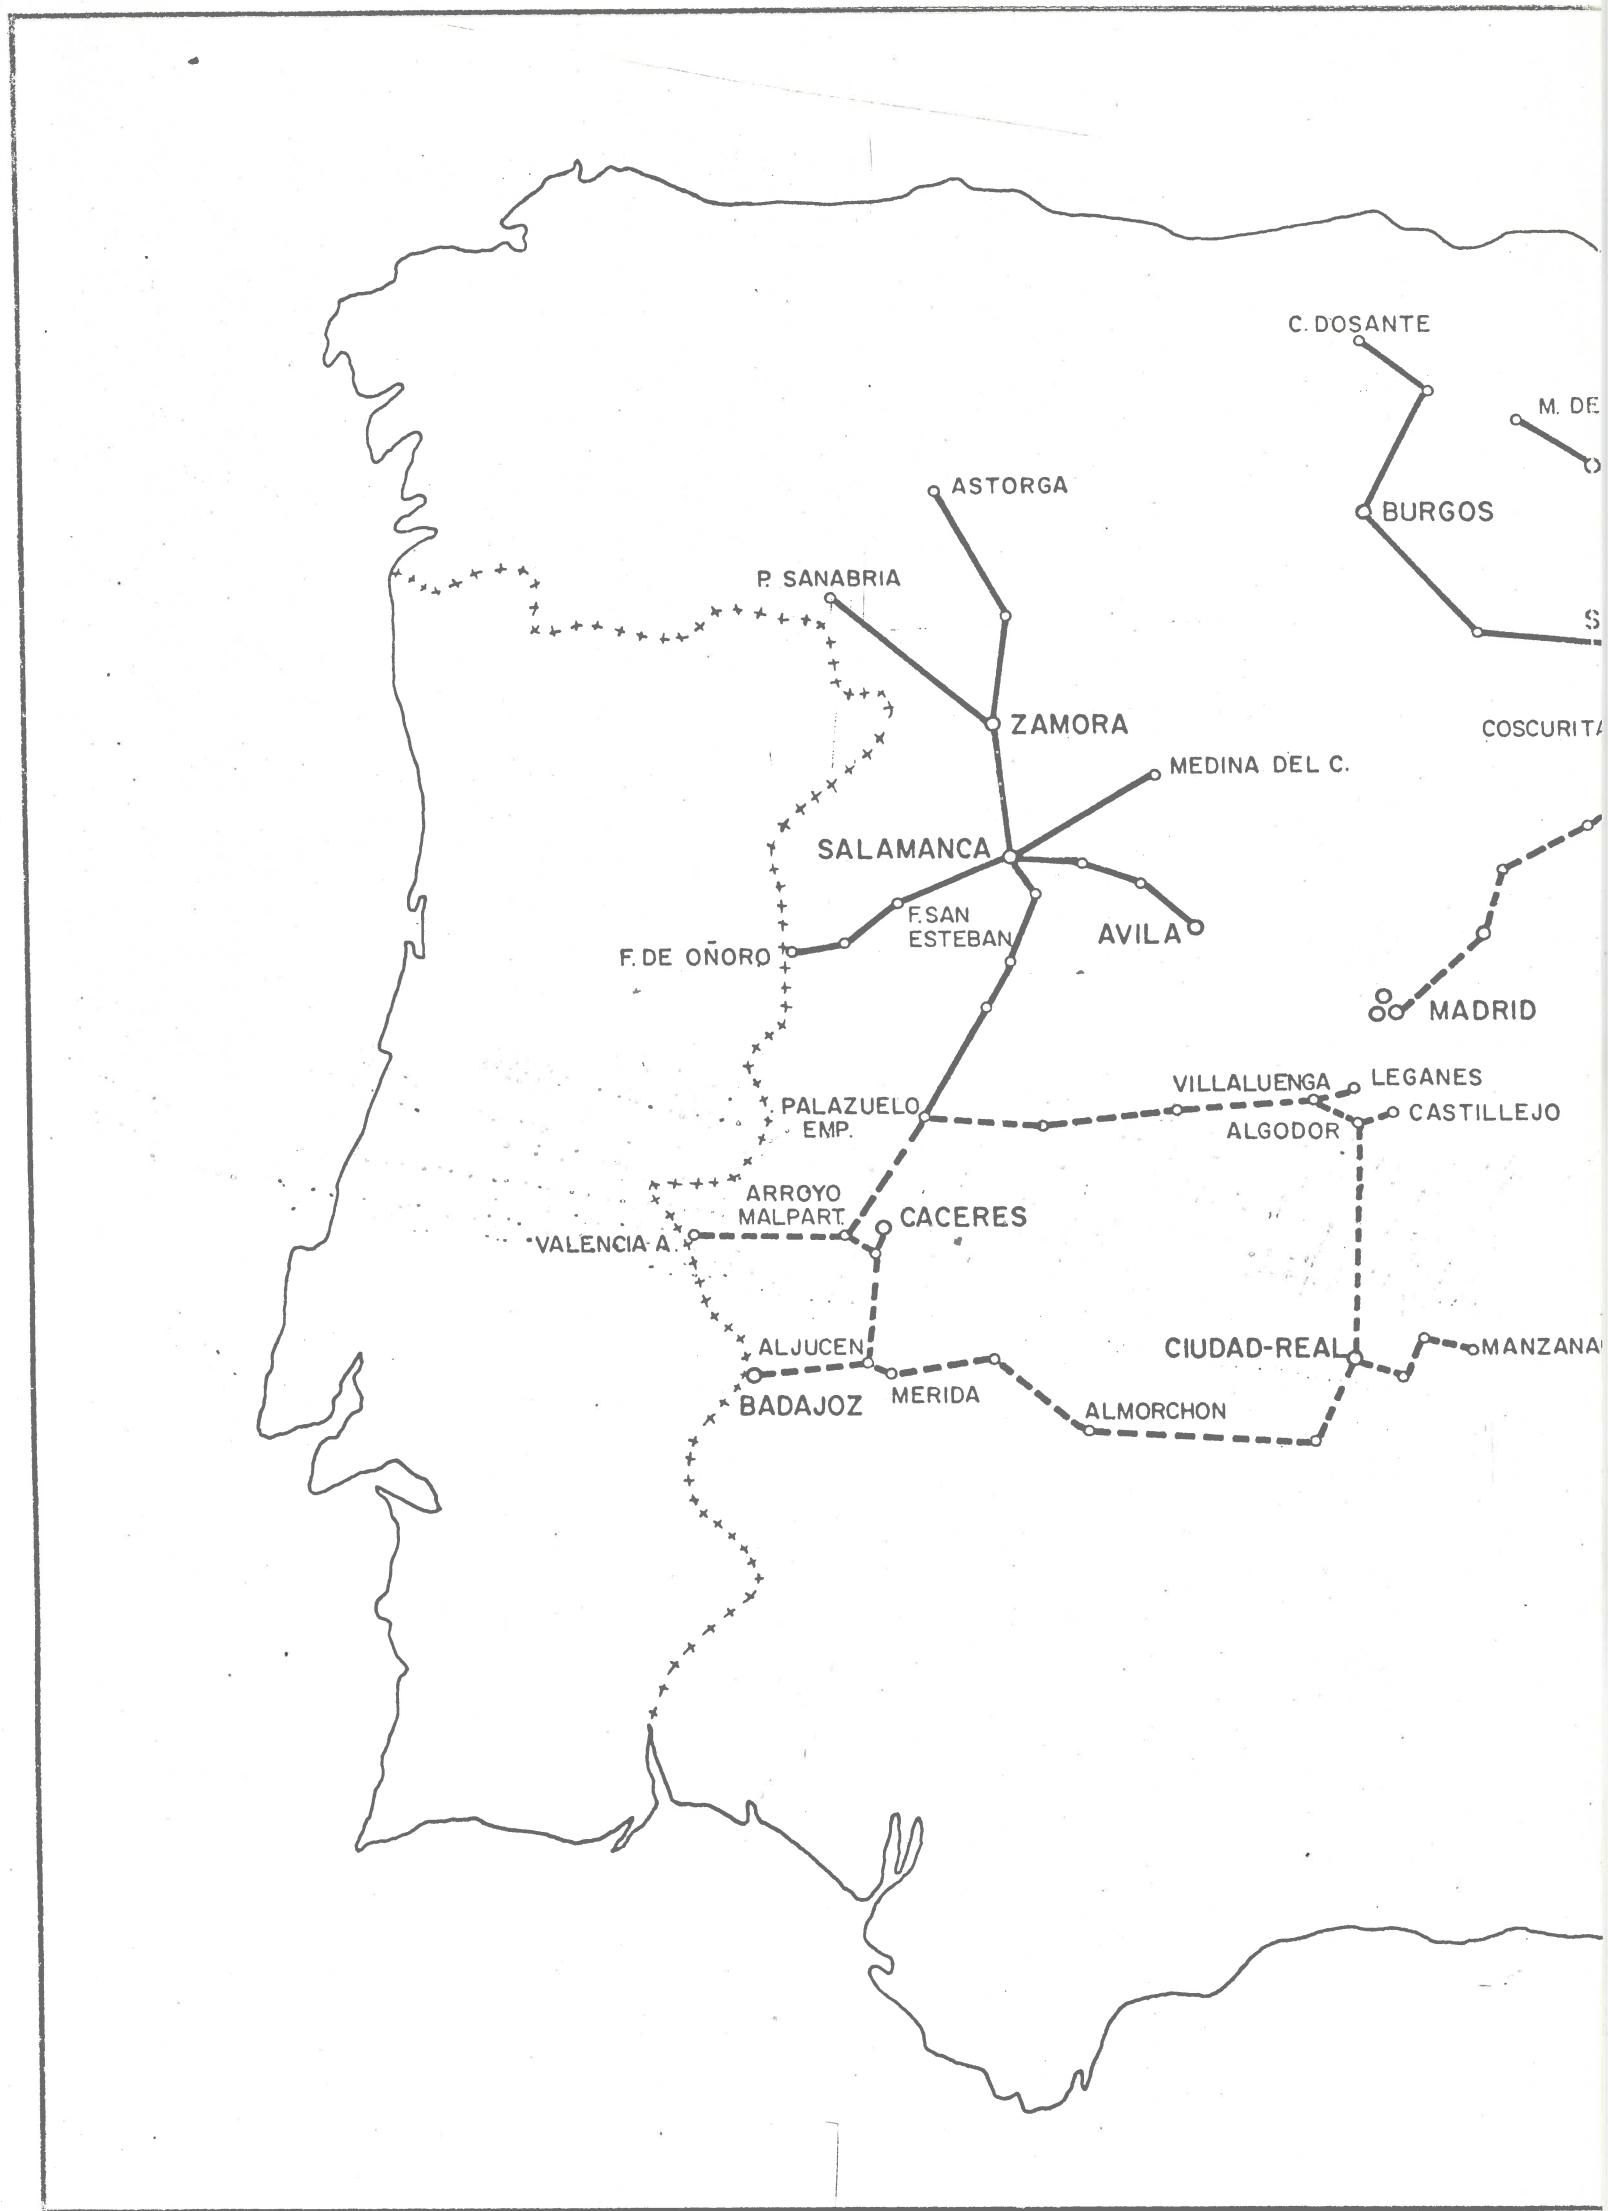 C. DOSANTE
M. DE
ASTORGA
BURGOS
P. SANABRIA
S
ZAMORA
COSCURITA
MEDINA DEL C.
SALAMANCA
F. SAN
ESTEBAN
AVILA
F. DE OÑORO
MADRID
VILLALUENGA
LEGANES
PALAZUELO
EMP.
CASTILLEJO
ALGODOR
ARROYO
MALPART.
CACERES
VALENCIA A.
ALJUCEN
CIUDAD-REAL
MANZANA
BADAJOZ
MERIDA
ALMORCHON